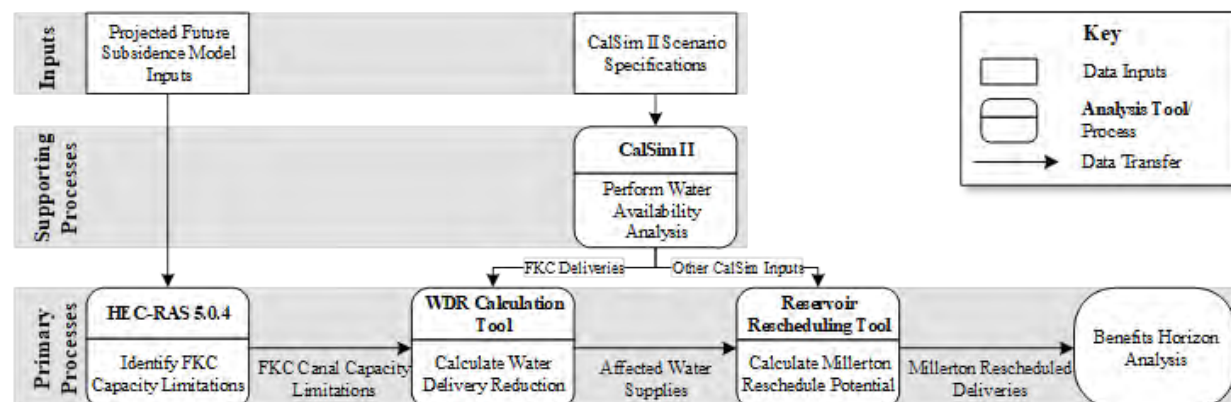 Inputs
Projected Future
Subsidence Model
Inputs
CalSim II Scenario
Specifications
Key
Data Inputs
Analysis Tool/
Process
Data Transfer
Supporting
Processes
CalSim II
Perform Water
Availability
Analysis
FKC Deliveries
Other CalSim Inputs
Primary
Processes
HEC-RAS 5.0.4
Identify FKC
Capacity Limitations
FKC Canal Capacity
Limitations
WDR Calculation
Tool
Calculate Water
Delivery Reduction
Affected Water
Supplies
Reservoir
Rescheduling Tool
Calculate Millerton
Reschedule Potential
Millerton Rescheduled
Deliveries
Benefits Horizon
Analysis